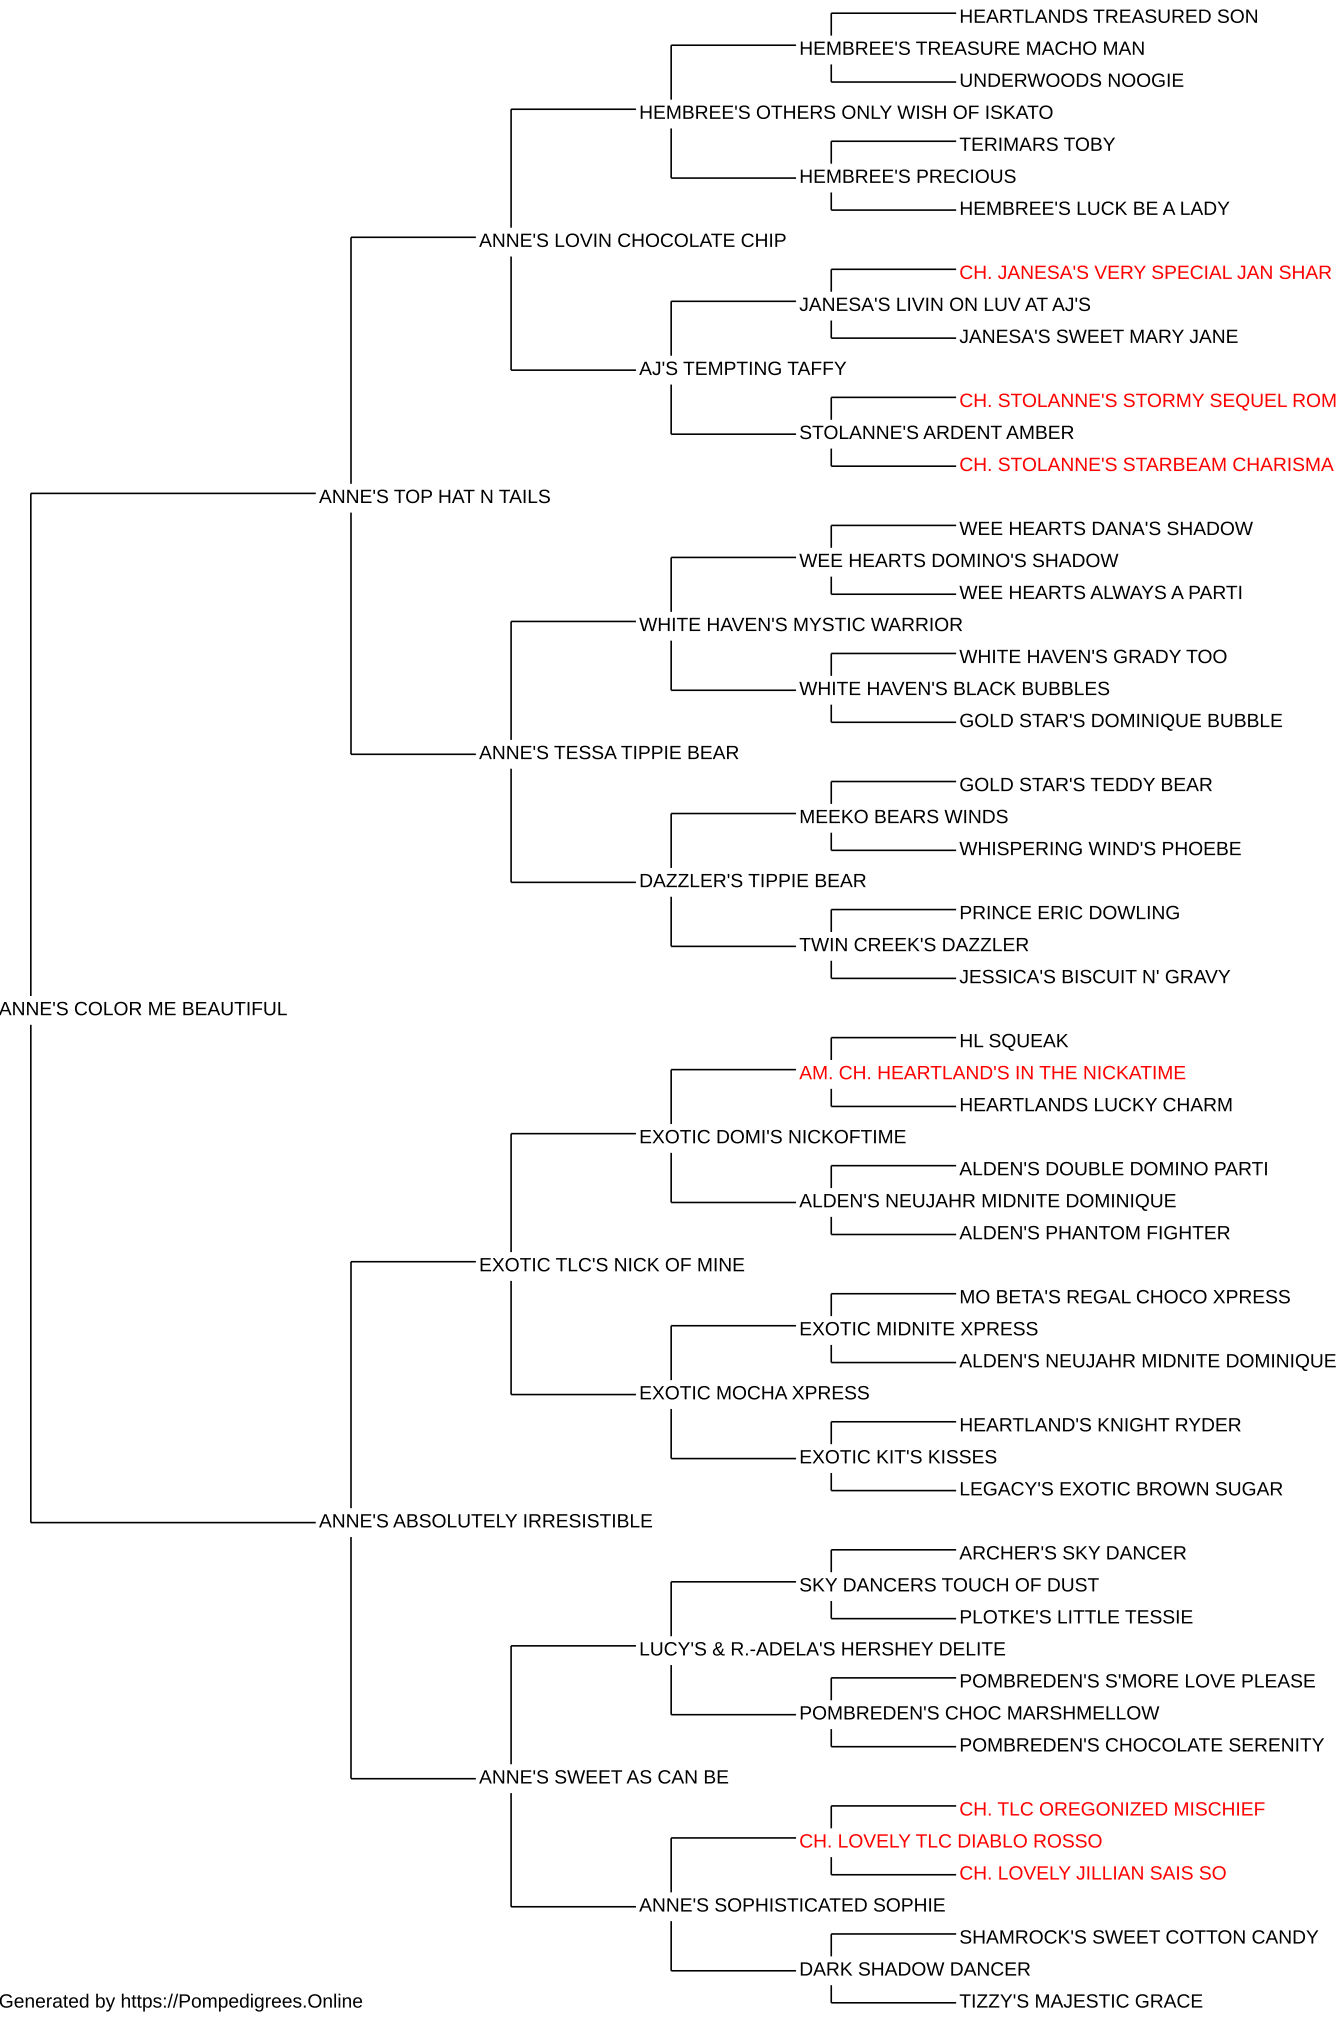 HEARTLANDS TREASURED SON
HEMBREE'S TREASURE MACHO MAN
UNDERWOODS NOOGIE
HEMBREE'S OTHERS ONLY WISH OF ISKATO
TERIMARS TOBY
HEMBREE'S PRECIOUS
HEMBREE'S LUCK BE A LADY
ANNE'S LOVIN CHOCOLATE CHIP
CH. JANESA'S VERY SPECIAL JAN SHAR
JANESA'S LIVIN ON LUV AT AJ'S
JANESA'S SWEET MARY JANE
AJ'S TEMPTING TAFFY
CH. STOLANNE'S STORMY SEQUEL ROM
STOLANNE'S ARDENT AMBER
CH. STOLANNE'S STARBEAM CHARISMA
ANNE'S TOP HAT N TAILS
WEE HEARTS DANA'S SHADOW
WEE HEARTS DOMINO'S SHADOW
WEE HEARTS ALWAYS A PARTI
WHITE HAVEN'S MYSTIC WARRIOR
WHITE HAVEN'S GRADY TOO
WHITE HAVEN'S BLACK BUBBLES
GOLD STAR'S DOMINIQUE BUBBLE
ANNE'S TESSA TIPPIE BEAR
GOLD STAR'S TEDDY BEAR
MEEKO BEARS WINDS
WHISPERING WIND'S PHOEBE
DAZZLER'S TIPPIE BEAR
PRINCE ERIC DOWLING
TWIN CREEK'S DAZZLER
JESSICA'S BISCUIT N' GRAVY
ANNE'S COLOR ME BEAUTIFUL
HL SQUEAK
AM. CH. HEARTLAND'S IN THE NICKATIME
HEARTLANDS LUCKY CHARM
EXOTIC DOMI'S NICKOFTIME
ALDEN'S DOUBLE DOMINO PARTI
ALDEN'S NEUJAHR MIDNITE DOMINIQUE
ALDEN'S PHANTOM FIGHTER
EXOTIC TLC'S NICK OF MINE
MO BETA'S REGAL CHOCO XPRESS
EXOTIC MIDNITE XPRESS
ALDEN'S NEUJAHR MIDNITE DOMINIQUE
EXOTIC MOCHA XPRESS
HEARTLAND'S KNIGHT RYDER
EXOTIC KIT'S KISSES
LEGACY'S EXOTIC BROWN SUGAR
ANNE'S ABSOLUTELY IRRESISTIBLE
ARCHER'S SKY DANCER
SKY DANCERS TOUCH OF DUST
PLOTKE'S LITTLE TESSIE
LUCY'S & R.-ADELA'S HERSHEY DELITE
POMBREDEN'S S'MORE LOVE PLEASE
POMBREDEN'S CHOC MARSHMELLOW
POMBREDEN'S CHOCOLATE SERENITY
ANNE'S SWEET AS CAN BE
CH. TLC OREGONIZED MISCHIEF
CH. LOVELY TLC DIABLO ROSSO
CH. LOVELY JILLIAN SAIS SO
ANNE'S SOPHISTICATED SOPHIE
SHAMROCK'S SWEET COTTON CANDY
DARK SHADOW DANCER
TIZZY'S MAJESTIC GRACE
Generated by https://Pompedigrees.Online